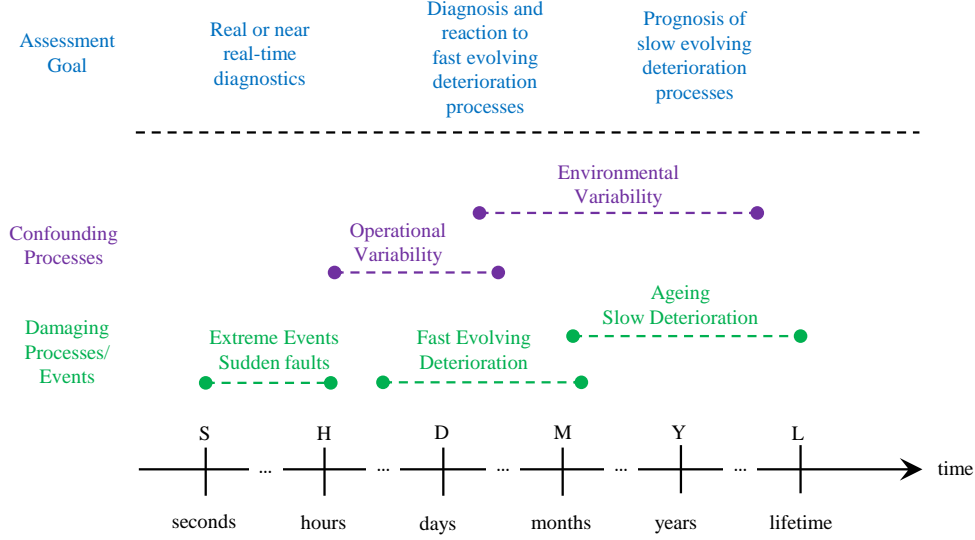 Assessment
Goal
Real or near
real-time
diagnostics
Diagnosis and
reaction to
fast evolving
deterioration
processes
Prognosis of
slow evolving
deterioration
processes
Confounding
Processes
Operational
Variability
Environmental
Variability
Damaging
Processes/
Events
Extreme Events
Sudden faults
Fast Evolving
Deterioration
Ageing
Slow Deterioration
S H D M Y L
... ... ... ... ...
time
seconds hours days months years lifetime